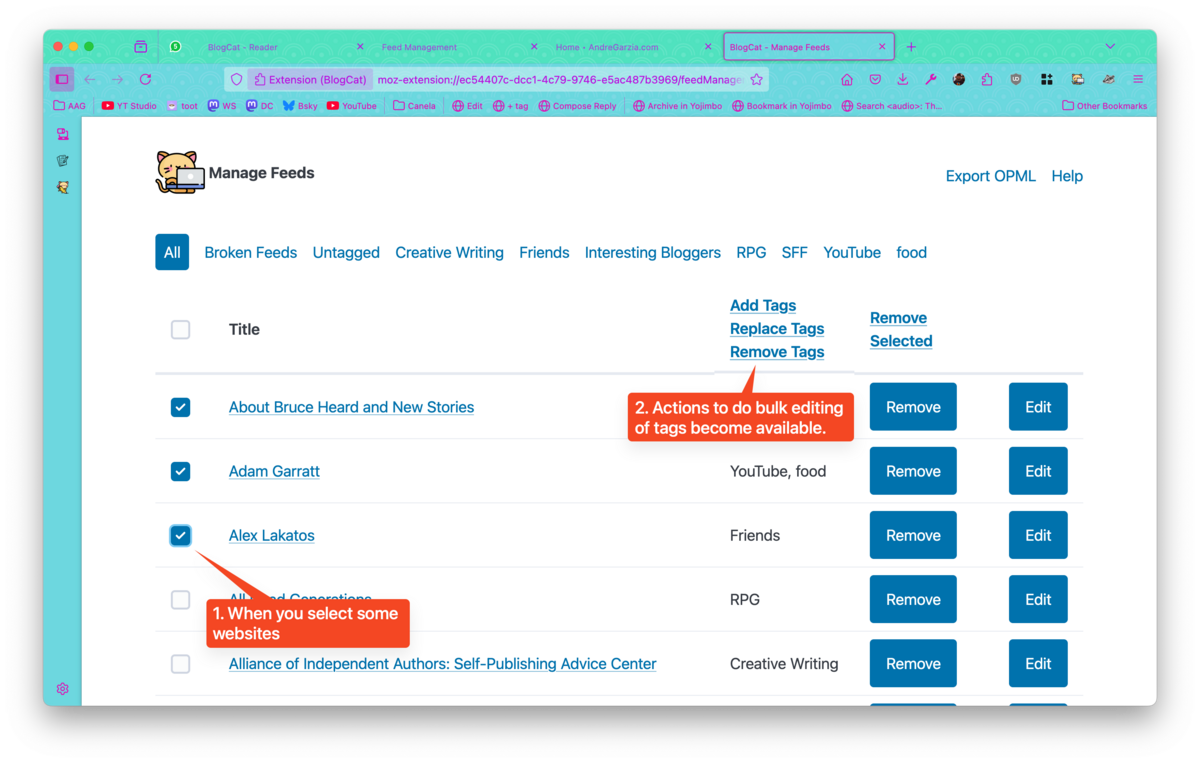 5
BlogCat - Reader
Feed Management
Home • AndreGarzia.com
BlogCat - Manage Feeds
Extension (BlogCat)
moz-extension://ec54407c-dcc1-4c79-9746-e5ac487b3969/feedManage
AAG
YT Studio
toot
WS
DC
Bsky
YouTube
Canela
Edit
+ tag
Compose Reply
Archive in Yojimbo
Bookmark in Yojimbo
Search <audio>: Th...
Other Bookmarks
Manage Feeds
Export OPML
Help
All
Broken Feeds
Untagged
Creative Writing
Friends
Interesting Bloggers
RPG
SFF
YouTube
food
Title
Add Tags
Replace Tags
Remove Tags
Remove
Selected
About Bruce Heard and New Stories
2. Actions to do bulk editing
of tags become available.
Remove
Edit
Adam Garratt
YouTube, food
Remove
Edit
Alex Lakatos
Friends
Remove
Edit
RPG
Remove
Edit
1. When you select some
websites
Alliance of Independent Authors: Self-Publishing Advice Center
Creative Writing
Remove
Edit